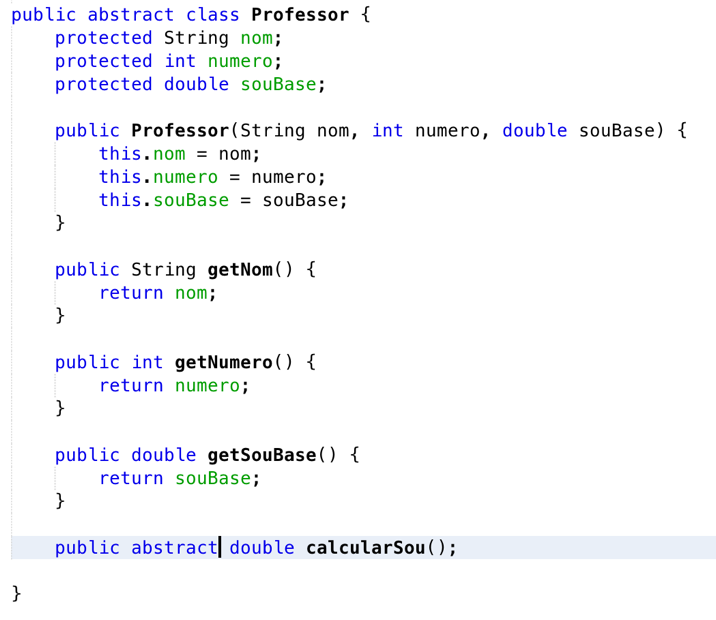 public abstract class Professor {
    protected String nom;
    protected int numero;
    protected double souBase;

    public Professor(String nom, int numero, double souBase) {
        this.nom = nom;
        this.numero = numero;
        this.souBase = souBase;
    }

    public String getNom() {
        return nom;
    }

    public int getNumero() {
        return numero;
    }

    public double getSouBase() {
        return souBase;
    }

    public abstract double calcularSou();

}